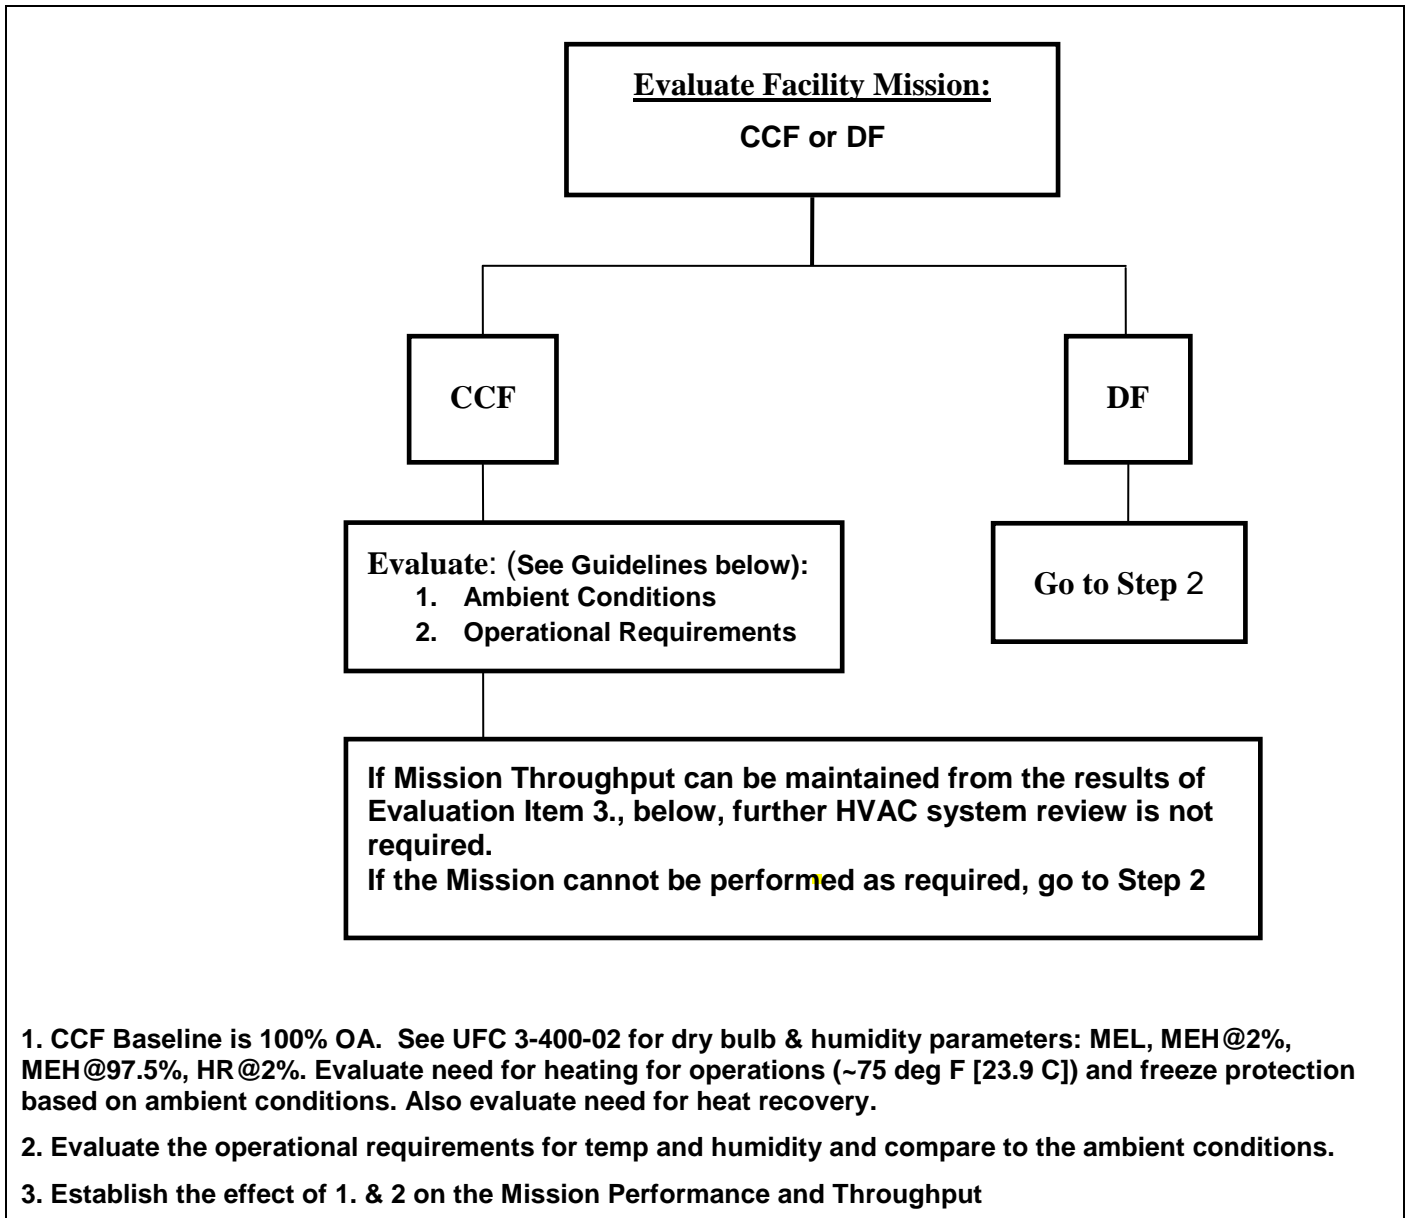 Evaluate Facility Mission:
CCF or DF
CCF
DF
Evaluate: (See Guidelines below):
1. Ambient Conditions
2. Operational Requirements
Go to Step 2
If Mission Throughput can be maintained from the results of
Evaluation Item 3., below, further HVAC system review is not
required.
If the Mission cannot be performed as required, go to Step 2
1. CCF Baseline is 100% OA. See UFC 3-400-02 for dry bulb & humidity parameters: MEL, MEH@2%,
MEH@97.5%, HR@2%. Evaluate need for heating for operations (~75 deg F [23.9 C]) and freeze protection
based on ambient conditions. Also evaluate need for heat recovery.
2. Evaluate the operational requirements for temp and humidity and compare to the ambient conditions.
3. Establish the effect of 1. & 2 on the Mission Performance and Throughput